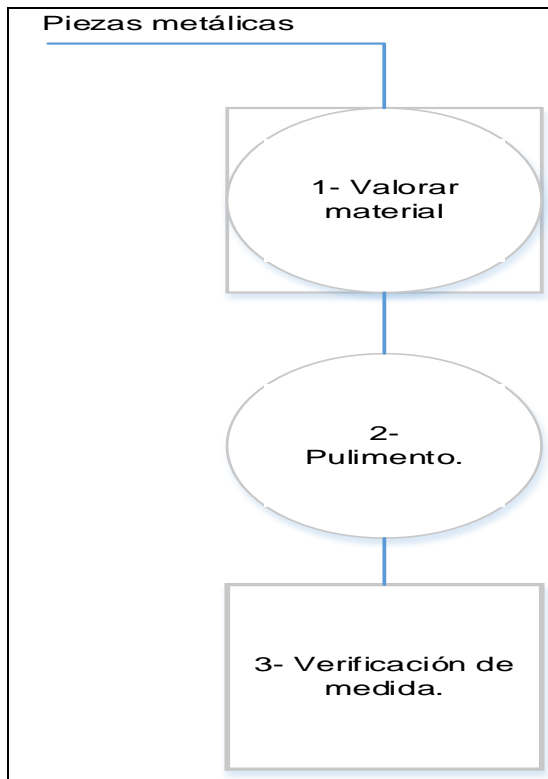 Piezas metálicas
1- Valorar
material
2-
Pulimento.
3- Verificación de
medida.